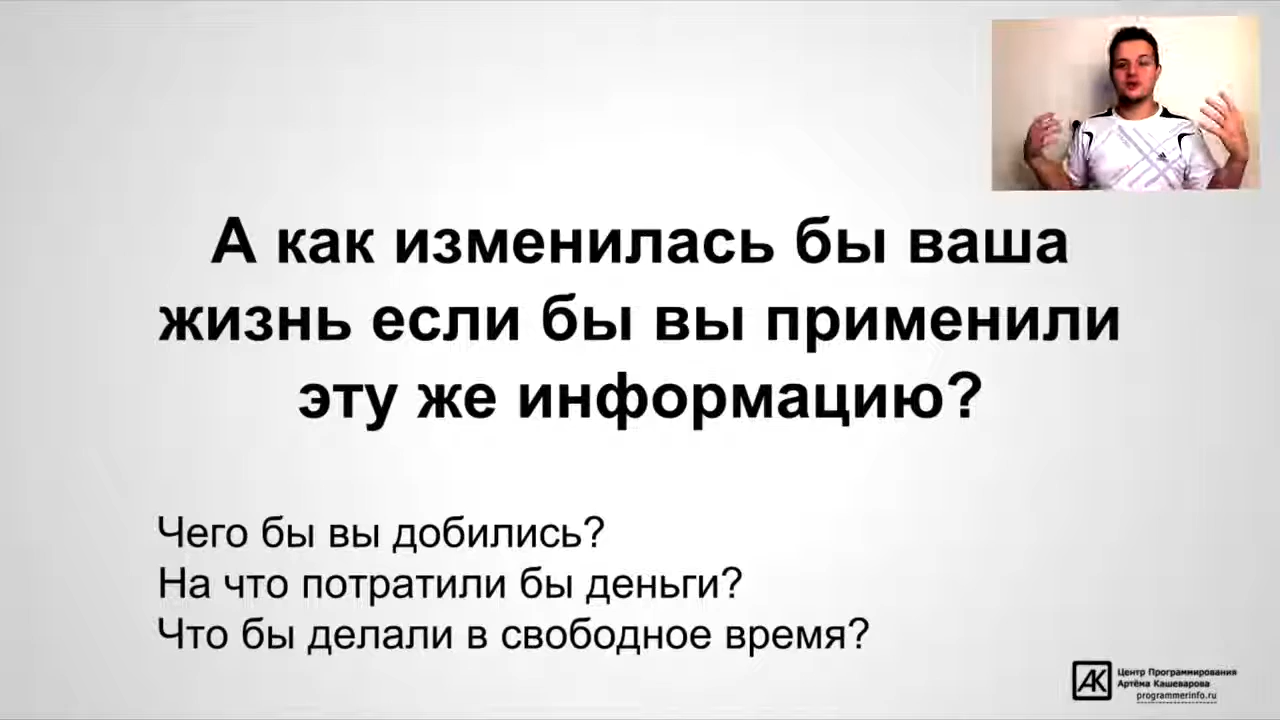 А как изменилась бы ваша
жизнь если бы вы применили
эту же информацию?
Чего бы вы добились?
На что потратили бы деньги?
Что бы делали в свободное время?
АК
Центр Программирования
Артёма Кашеварова
programmerinfo.ru